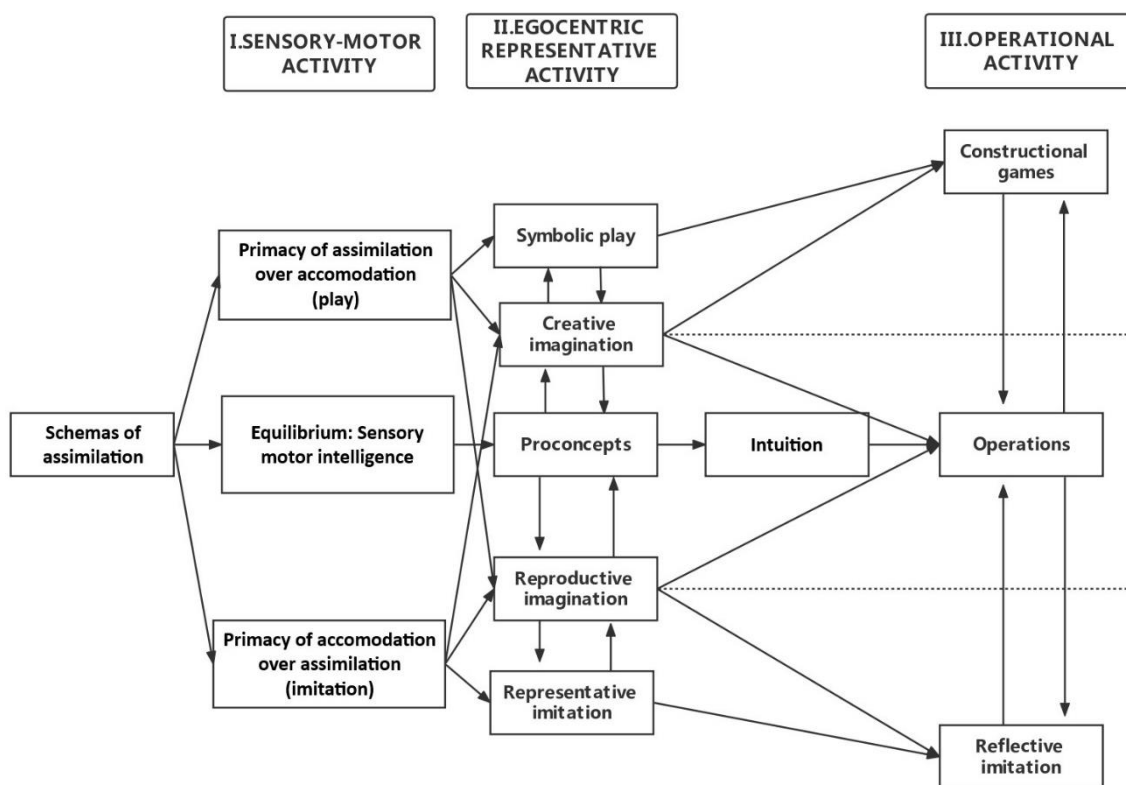 I.SENSORY-MOTOR
ACTIVITY
II.EGOCENTRIC
REPRESENTATIVE
ACTIVITY
III.OPERATIONAL
ACTIVITY
Constructional
games
Symbolic play
Primacy of assimilation
over accomodation
(play)
Creative
imagination
Schemas of
assimilation
Equilibrium: Sensory
motor intelligence
Proconcepts
Intuition
Operations
Reproductive
imagination
Primacy of accomodation
over assimilation
(imitation)
Representative
imitation
Reflective
imitation